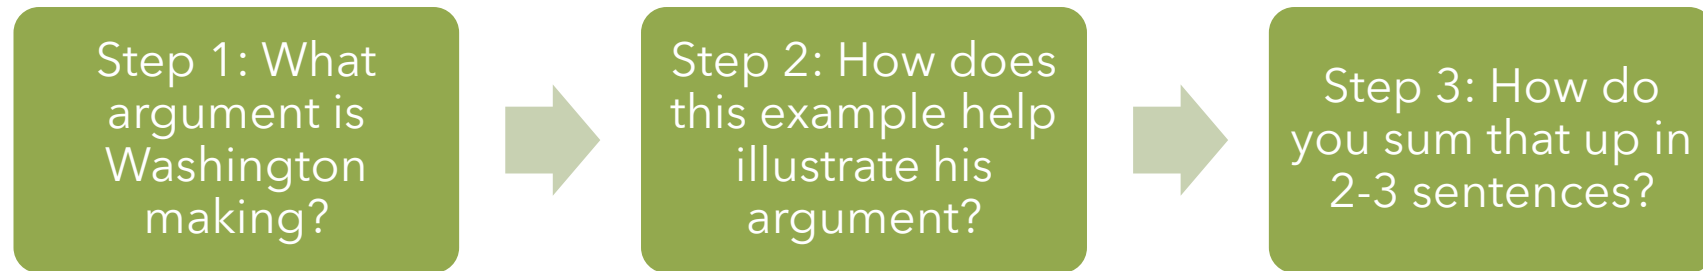 Step 1: What
argument is
Washington
making?
Step 2: How does
this example help
illustrate his
argument?
Step 3: How do
you sum that up in
2-3 sentences?